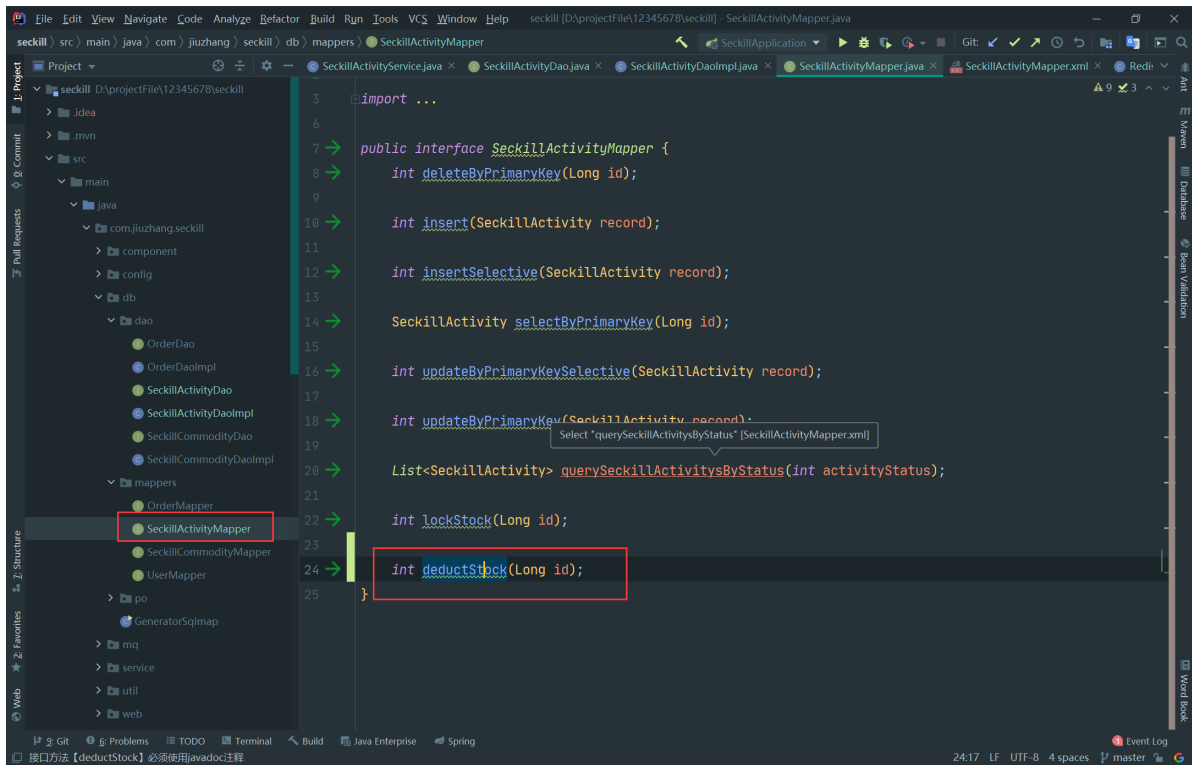 File Edit View Navigate Code Analyze Refactor Build Run Tools VCS Window Help seckill [D:\projectFile\12345678\seckill] - SeckillActivityMapper.java
seckill 〉 src 〉 main 〉 java 〉 com 〉 jiuzhang 〉 seckill 〉 db 〉 mappers 〉 SeckillActivityMapper SeckillApplication Git:
Project SeckillActivityService.java SeckillActivityDao.java SeckillActivityDaoImpl.java SeckillActivityMapper.java SeckillActivityMapper.xml Redis
1: Project
0: Commit
Pull Requests
7: Structure
2: Favorites
Web
seckill D:\projectFile\12345678\seckill
.idea
.mvn
src
main
java
com.jiuzhang.seckill
component
config
db
dao
OrderDao
OrderDaoImpl
SeckillActivityDao
SeckillActivityDaoImpl
SeckillCommodityDao
SeckillCommodityDaoImpl
mappers
OrderMapper
SeckillActivityMapper
SeckillCommodityMapper
UserMapper
po
GeneratorSqlmap
mq
service
util
web
9 3
3 import ...
6
7 public interface SeckillActivityMapper {
8 int deleteByPrimaryKey(Long id);
9
10 int insert(SeckillActivity record);
11
12 int insertSelective(SeckillActivity record);
13
14 SeckillActivity selectByPrimaryKey(Long id);
15
16 int updateByPrimaryKeySelective(SeckillActivity record);
17
18 int updateByPrimaryKey(SeckillActivity record);
Select "querySeckillActivitysByStatus" [SeckillActivityMapper.xml]
19
20 List<SeckillActivity> querySeckillActivitysByStatus(int activityStatus);
21
22 int lockStock(Long id);
23
24 int deductStock(Long id);
25 }
Ant
Maven
Database
Bean Validation
Word Book
9: Git 6: Problems TODO Terminal Build Java Enterprise Spring 1 Event Log
接口方法【deductStock】必须使用javadoc注释 24:17 LF UTF-8 4 spaces master